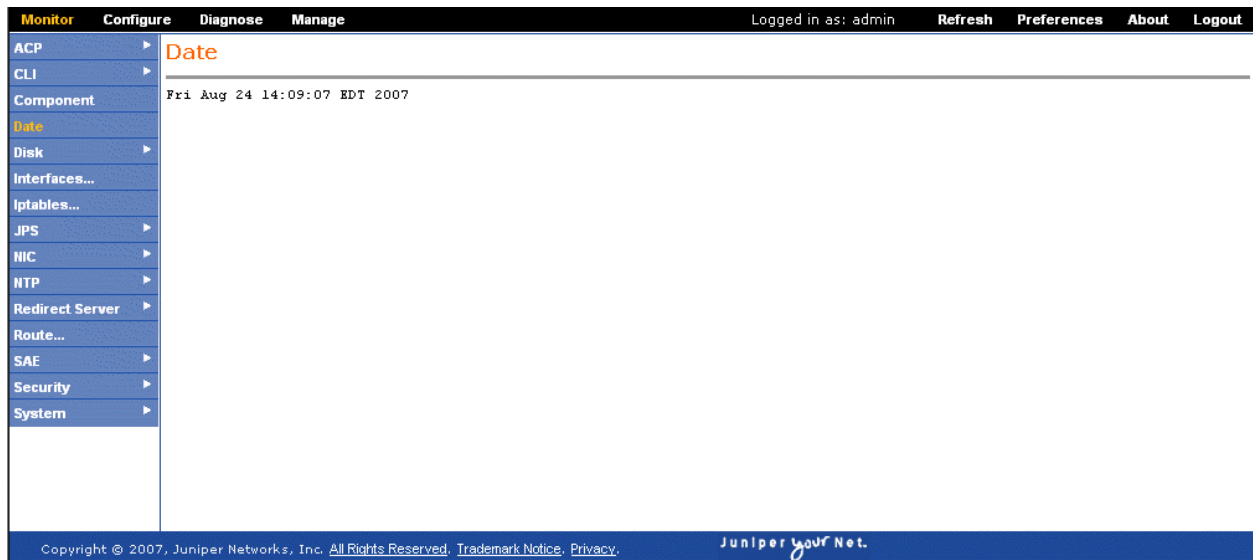 Monitor Configure Diagnose Manage Logged in as: admin Refresh Preferences About Logout
ACP
CLI
Component
Date
Disk
Interfaces...
Iptables...
JPS
NIC
NTP
Redirect Server
Route...
SAE
Security
System
Date
Fri Aug 24 14:09:07 EDT 2007
Copyright © 2007, Juniper Networks, Inc. All Rights Reserved. Trademark Notice. Privacy.
Juniper your Net.